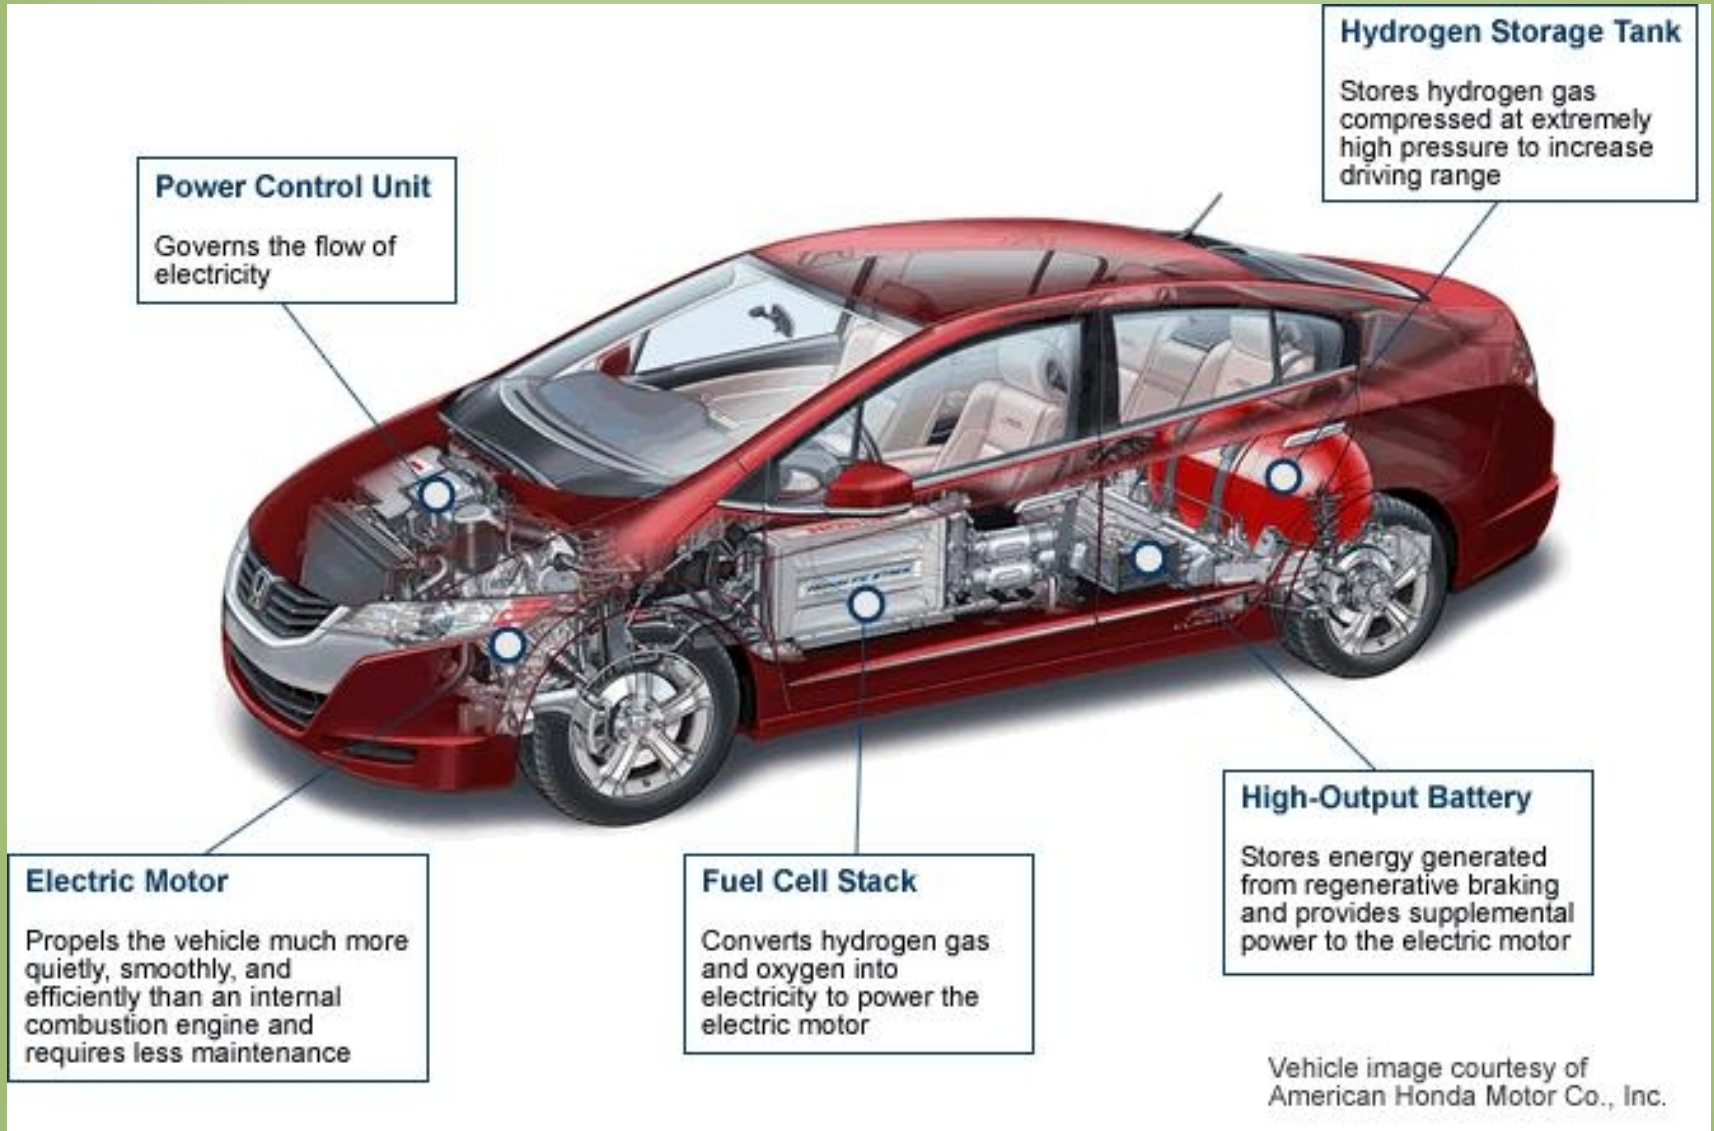 Hydrogen Storage Tank
Stores hydrogen gas
compressed at extremely
high pressure to increase
driving range
Power Control Unit
Governs the flow of
electricity
Electric Motor
Propels the vehicle much more
quietly, smoothly, and
efficiently than an internal
combustion engine and
requires less maintenance
Fuel Cell Stack
Converts hydrogen gas
and oxygen into
electricity to power the
electric motor
High-Output Battery
Stores energy generated
from regenerative braking
and provides supplemental
power to the electric motor
Vehicle image courtesy of
American Honda Motor Co., Inc.